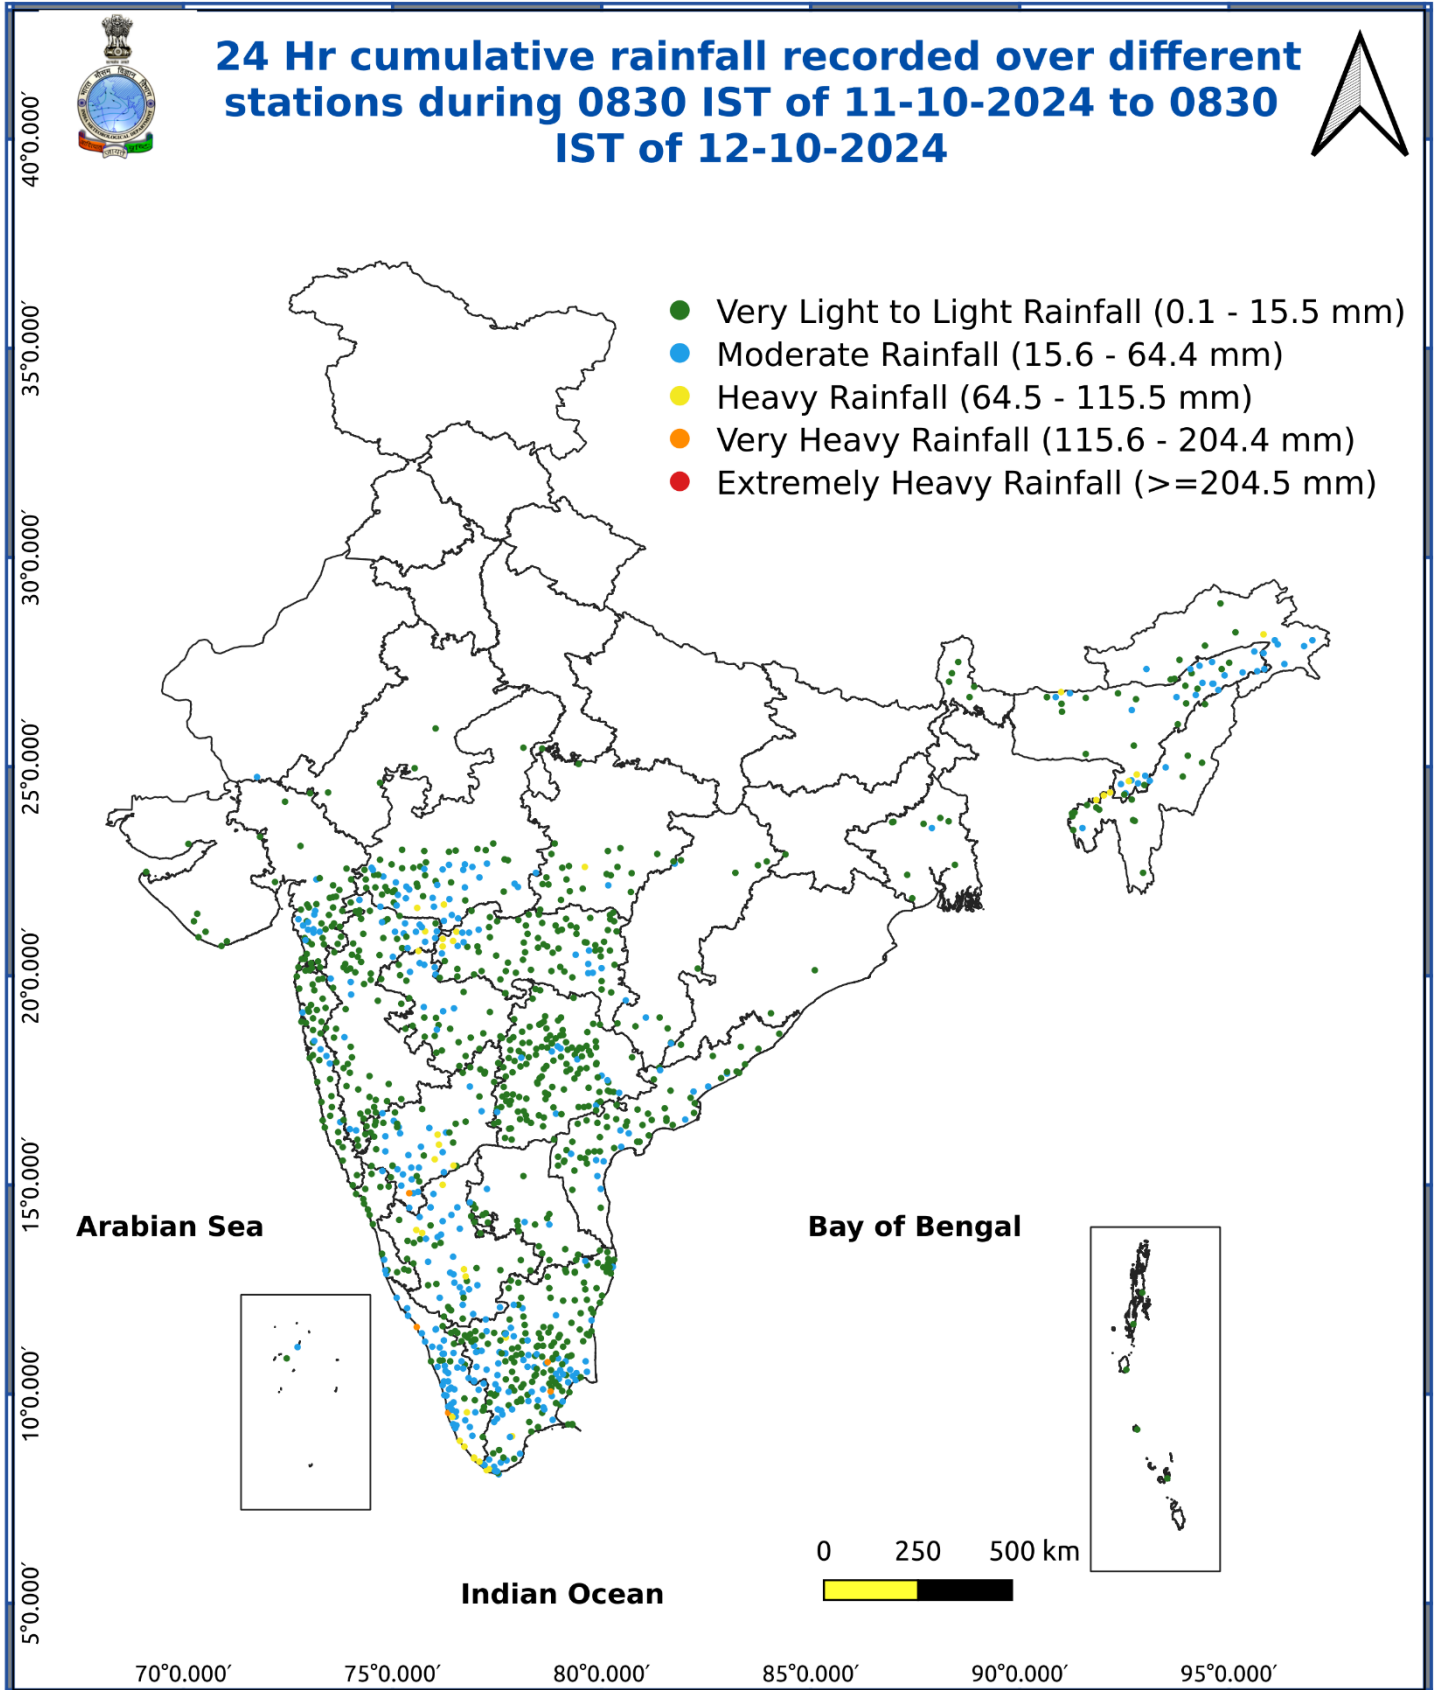 24 Hr cumulative rainfall recorded over different
stations during 0830 IST of 11-10-2024 to 0830
IST of 12-10-2024
Very Light to Light Rainfall (0.1 - 15.5 mm)
Moderate Rainfall (15.6 - 64.4 mm)
Heavy Rainfall (64.5 - 115.5 mm)
Very Heavy Rainfall (115.6 - 204.4 mm)
Extremely Heavy Rainfall (>=204.5 mm)
40°0.000′
35°0.000′
30°0.000′
25°0.000′
20°0.000′
15°0.000′
10°0.000′
5°0.000′
Arabian Sea
Bay of Bengal
Indian Ocean
0 250 500 km
70°0.000′ 75°0.000′ 80°0.000′ 85°0.000′ 90°0.000′ 95°0.000′